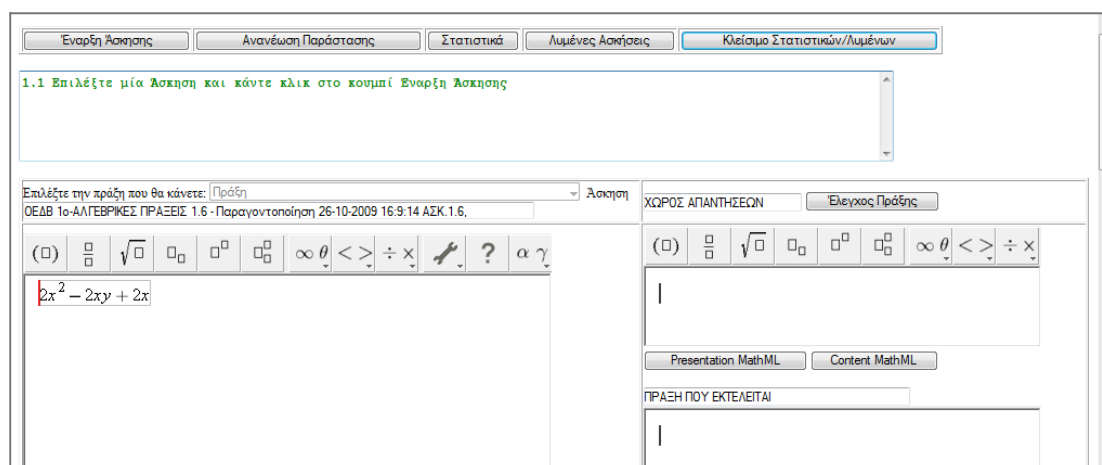 Έναρξη Άσκησης Ανανέωση Παράστασης Στατιστικά Λυμένες Ασκήσεις Κλείσιμο Στατιστικών/Λυμένων
1.1 Επιλέξτε μία Άσκηση και κάντε κλικ στο κουμπί Έναρξη Άσκησης
Επιλέξτε την πράξη που θα κάνετε: Πράξη Άσκηση
ΟΕΔΒ 1ο-ΑΛΓΕΒΡΙΚΕΣ ΠΡΑΞΕΙΣ 1.6 - Παραγοντοποίηση 26-10-2009 16:9:14 ΑΣΚ.1.6,
ΧΩΡΟΣ ΑΠΑΝΤΗΣΕΩΝ Έλεγχος Πράξης
(□) □/□ √□ □□ □□ □□□ ∞ θ < > ÷ × ? α γ
(□) □/□ √□ □□ □□ □□□ ∞ θ < > ÷ ×
2x² − 2xy + 2x
Presentation MathML Content MathML
ΠΡΑΞΗ ΠΟΥ ΕΚΤΕΛΕΙΤΑΙ